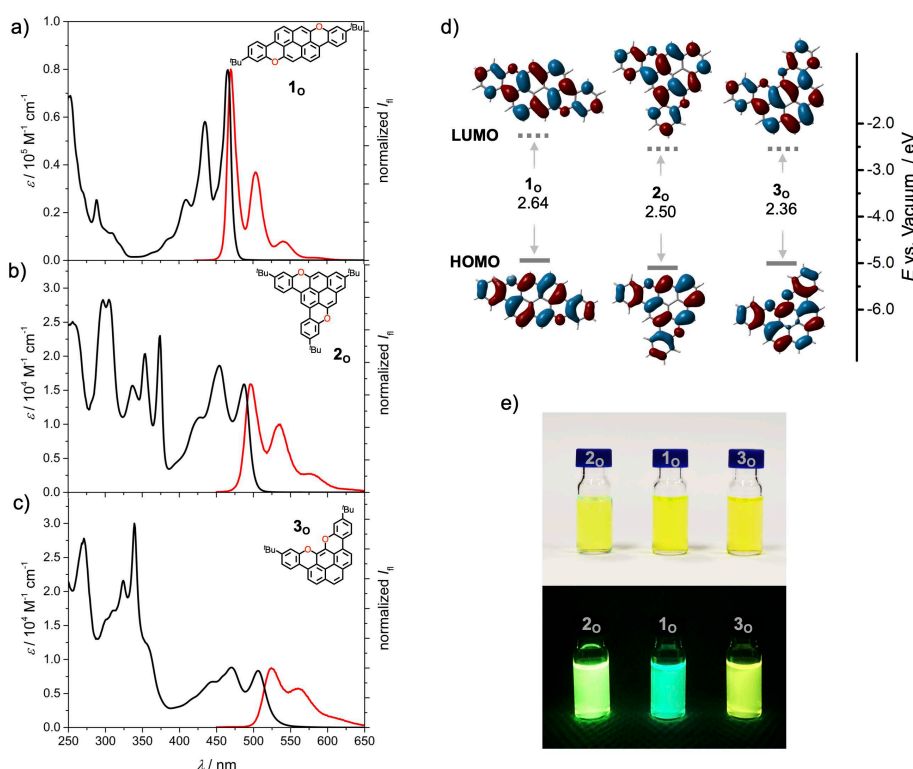 a)
1.0
0.8
0.6
0.4
0.2
0.0
ε / 10⁵ M⁻¹ cm⁻¹
normalized Ifl
tBu
O
O
tBu
1O
b)
3.0
2.5
2.0
1.5
1.0
0.5
0.0
ε / 10⁴ M⁻¹ cm⁻¹
normalized Ifl
tBu
O
tBu
O
tBu
2O
c)
3.0
2.5
2.0
1.5
1.0
0.5
0.0
ε / 10⁴ M⁻¹ cm⁻¹
normalized Ifl
3O
tBu
tBu
O
O
250 300 350 400 450 500 550 600 650
λ / nm
d)
LUMO
1O
2.64
2O
2.50
3O
2.36
HOMO
-2.0
-3.0
-4.0
-5.0
-6.0
E vs. Vacuum / eV
e)
2O 1O 3O
2O 1O 3O